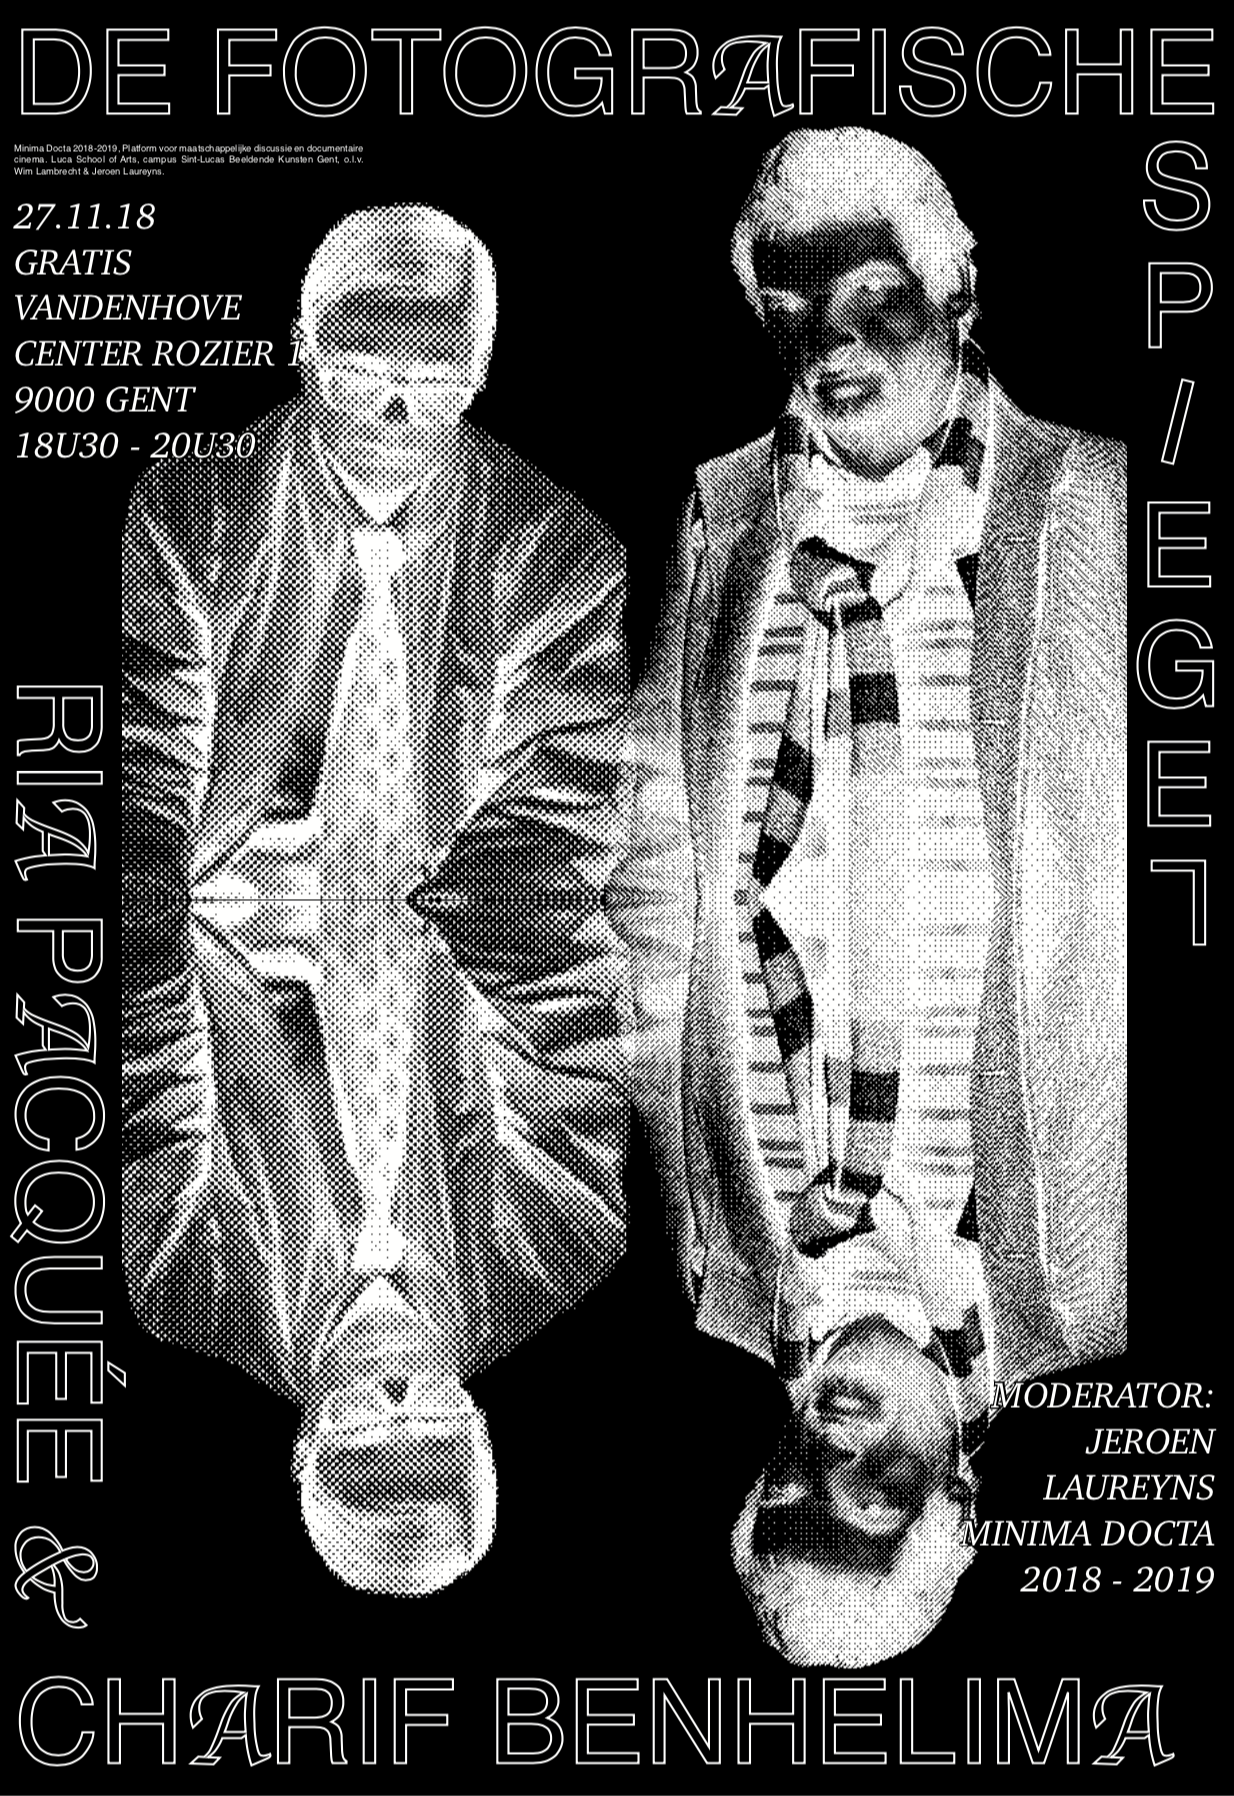 DE FOTOGRAFISCHE
SPIEGEL
Minima Docta 2018-2019, Platform voor maatschappelijke discussie en documentaire
cinema. Luca School of Arts, campus Sint-Lucas Beeldende Kunsten Gent, o.l.v.
Wim Lambrecht & Jeroen Laureyns.
27.11.18
GRATIS
VANDENHOVE
CENTER ROZIER 1
9000 GENT
18U30 - 20U30
RIA PACQUÉE &
CHARIF BENHELIMA
MODERATOR:
JEROEN
LAUREYNS
MINIMA DOCTA
2018 - 2019